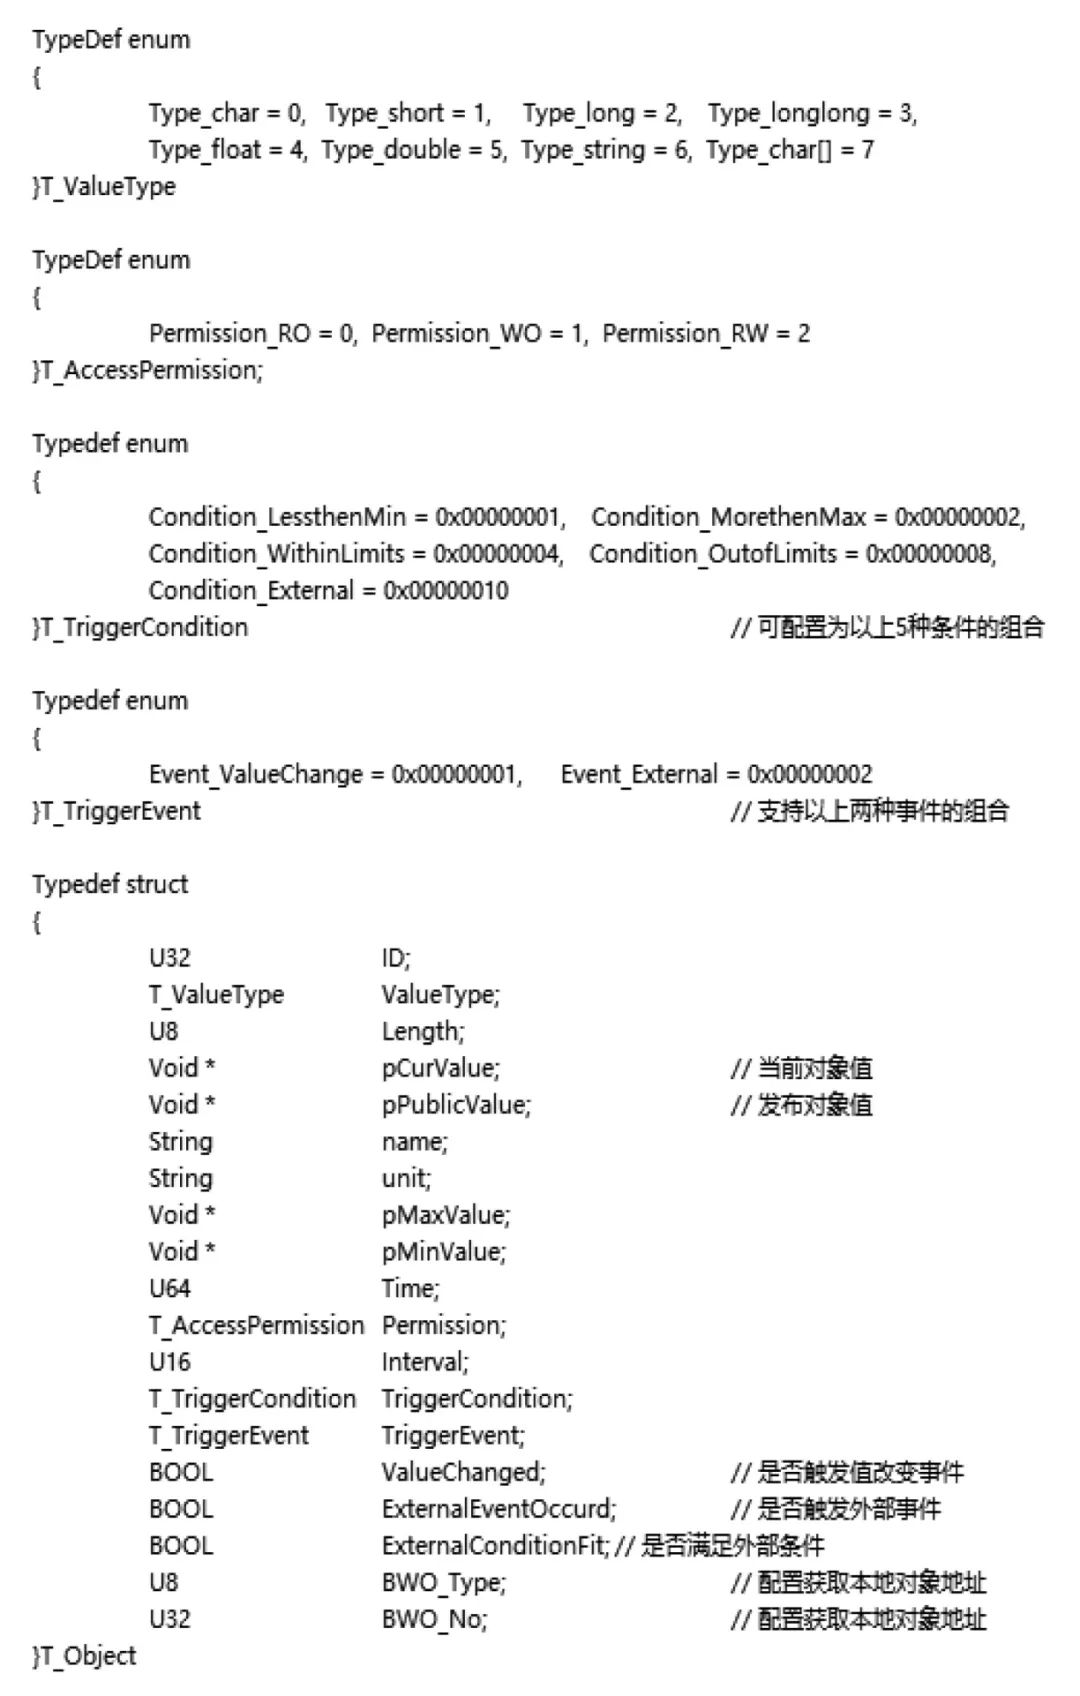 TypeDef enum
{
Type_char = 0, Type_short = 1, Type_long = 2, Type_longlong = 3,
Type_float = 4, Type_double = 5, Type_string = 6, Type_char[] = 7
}T_ValueType
TypeDef enum
{
Permission_RO = 0, Permission_WO = 1, Permission_RW = 2
}T_AccessPermission;
Typedef enum
{
Condition_LessthenMin = 0x00000001, Condition_MorethenMax = 0x00000002,
Condition_WithinLimits = 0x00000004, Condition_OutofLimits = 0x00000008,
Condition_External = 0x00000010
}T_TriggerCondition // 可配置为以上5种条件的组合
Typedef enum
{
Event_ValueChange = 0x00000001, Event_External = 0x00000002
}T_TriggerEvent // 支持以上两种事件的组合
Typedef struct
{
U32 ID;
T_ValueType ValueType;
U8 Length;
Void * pCurValue; // 当前对象值
Void * pPublicValue; // 发布对象值
String name;
String unit;
Void * pMaxValue;
Void * pMinValue;
U64 Time;
T_AccessPermission Permission;
U16 Interval;
T_TriggerCondition TriggerCondition;
T_TriggerEvent TriggerEvent;
BOOL ValueChanged; // 是否触发值改变事件
BOOL ExternalEventOccurd; // 是否触发外部事件
BOOL ExternalConditionFit; // 是否满足外部条件
U8 BWO_Type; // 配置获取本地对象地址
U32 BWO_No; // 配置获取本地对象地址
}T_Object